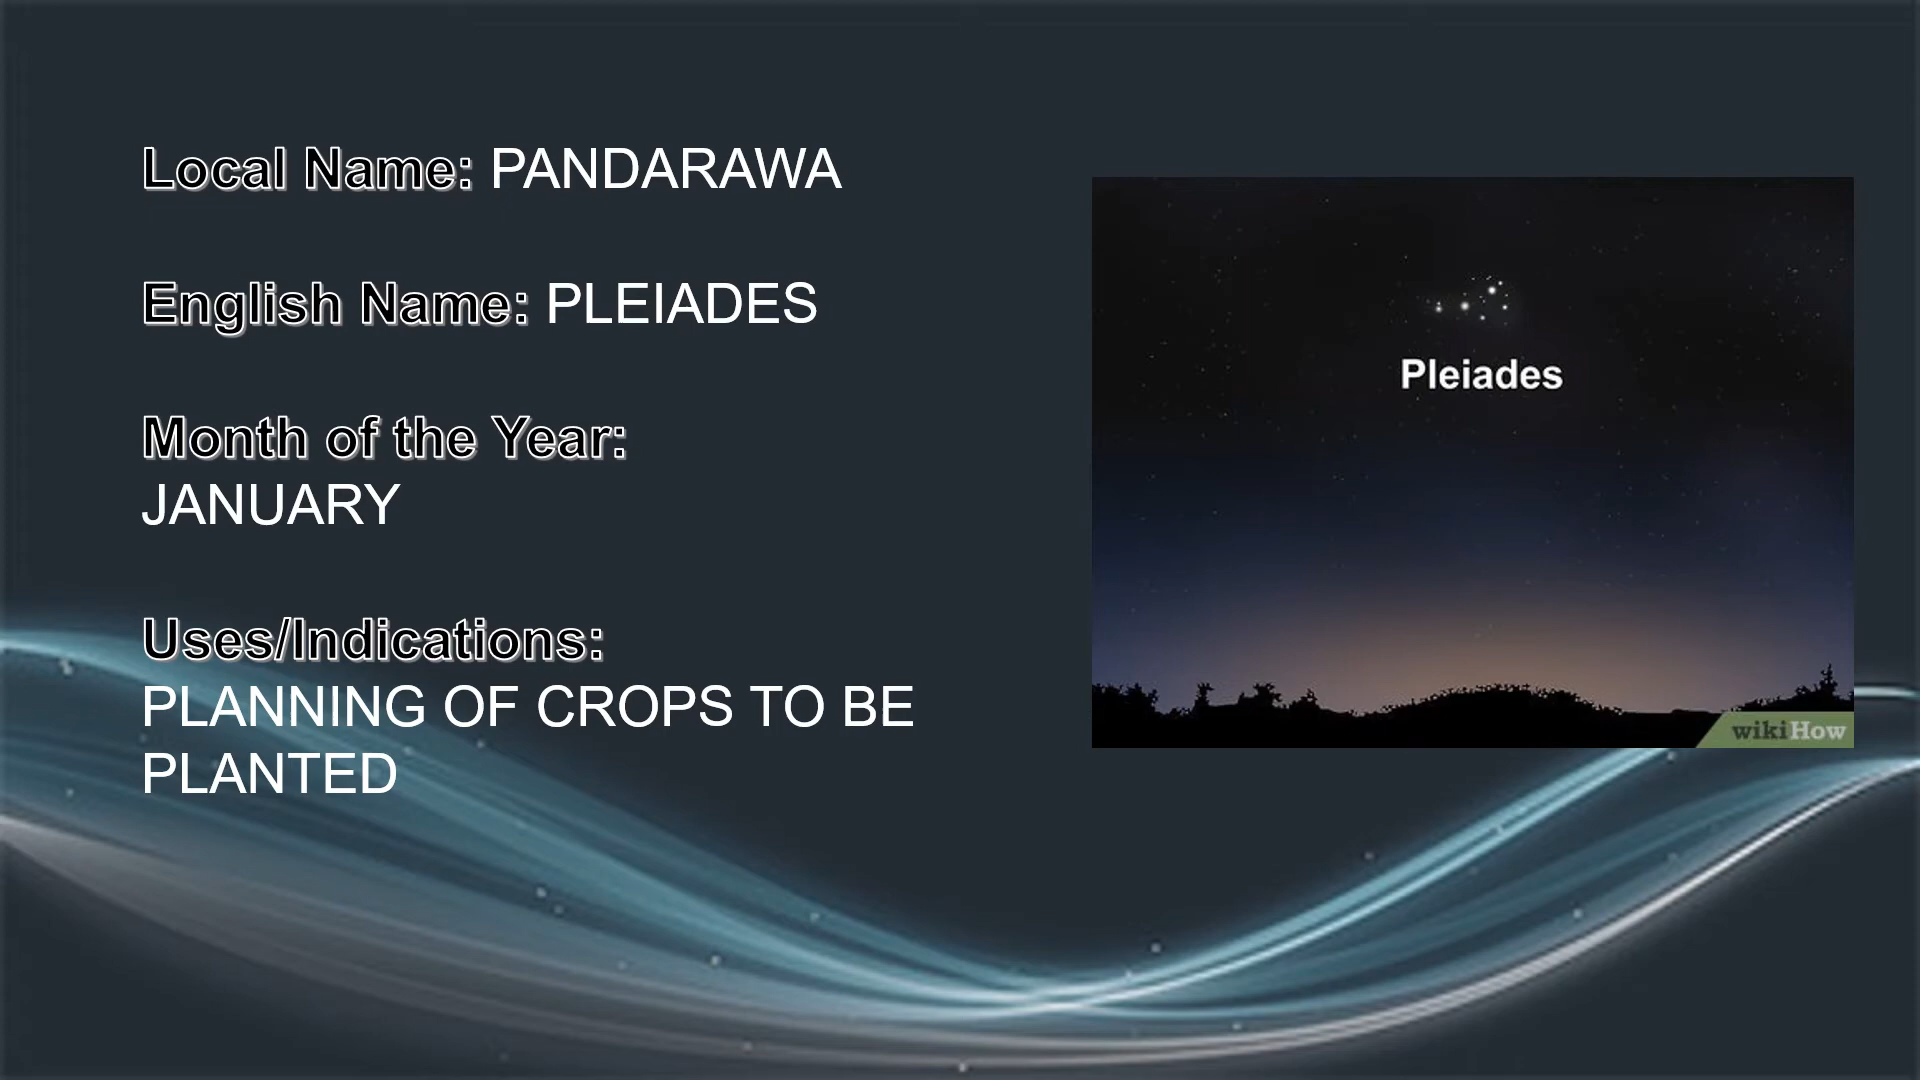 Local Name: PANDARAWA
English Name: PLEIADES
Month of the Year:
JANUARY
Uses/Indications:
PLANNING OF CROPS TO BE
PLANTED
Pleiades
wikiHow